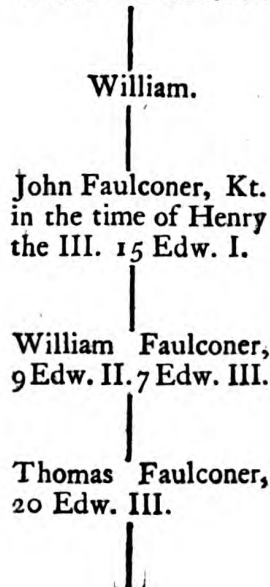 William.
John Faulconer, Kt.
in the time of Henry
the III. 15 Edw. I.
William Faulconer,
9 Edw. II. 7 Edw. III.
Thomas Faulconer,
20 Edw. III.